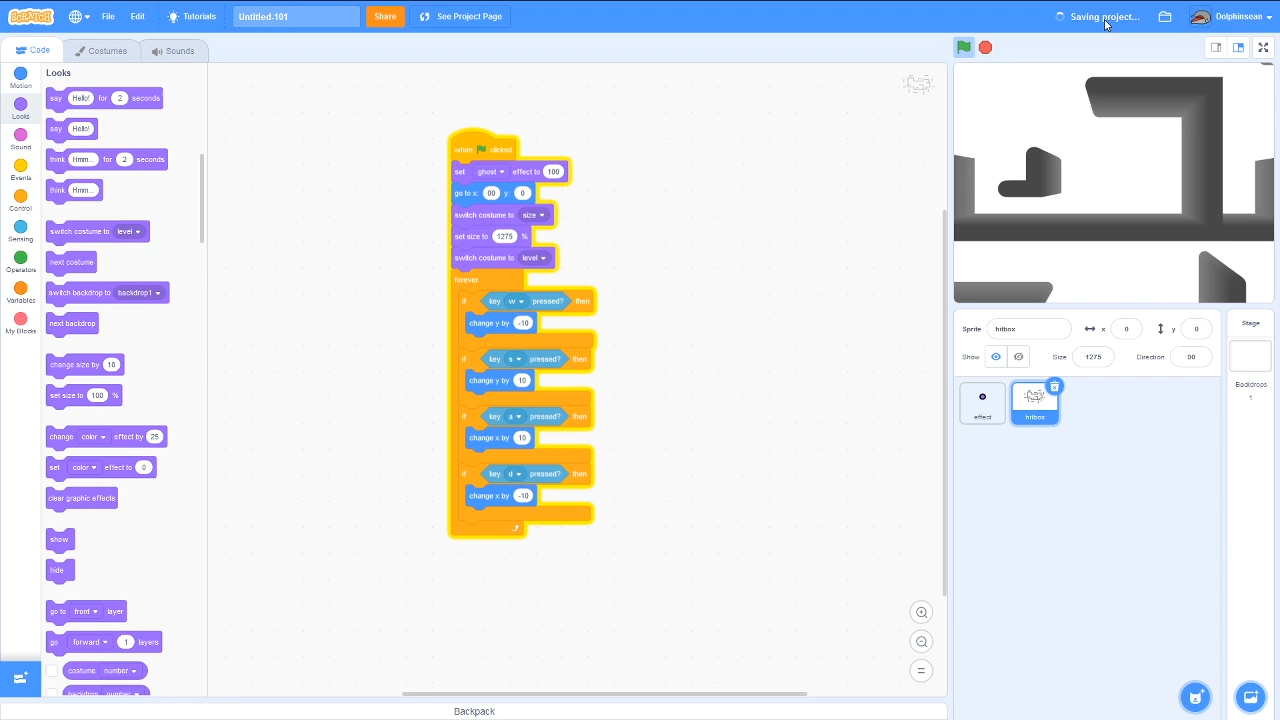 SCRATCH File Edit Tutorials Untitled-101 Share See Project Page Saving project... Dolphinsean
Code Costumes Sounds
Motion
Looks
Sound
Events
Control
Sensing
Operators
Variables
My Blocks
Looks
say Hello! for 2 seconds
say Hello!
think Hmm... for 2 seconds
think Hmm...
switch costume to level
next costume
switch backdrop to backdrop1
next backdrop
change size by 10
set size to 100 %
change color effect by 25
set color effect to 0
clear graphic effects
show
hide
go to front layer
go forward 1 layers
costume number
backdrop number
when clicked
set ghost effect to 100
go to x: 00 y: 0
switch costume to size
set size to 1275 %
switch costume to level
forever
if key w pressed? then
change y by -10
if key s pressed? then
change y by 10
if key a pressed? then
change x by 10
if key d pressed? then
change x by -10
Sprite hitbox x 0 y 0
Show Size 1275 Direction 90
effect
hitbox
Stage
Backdrops
1
Backpack